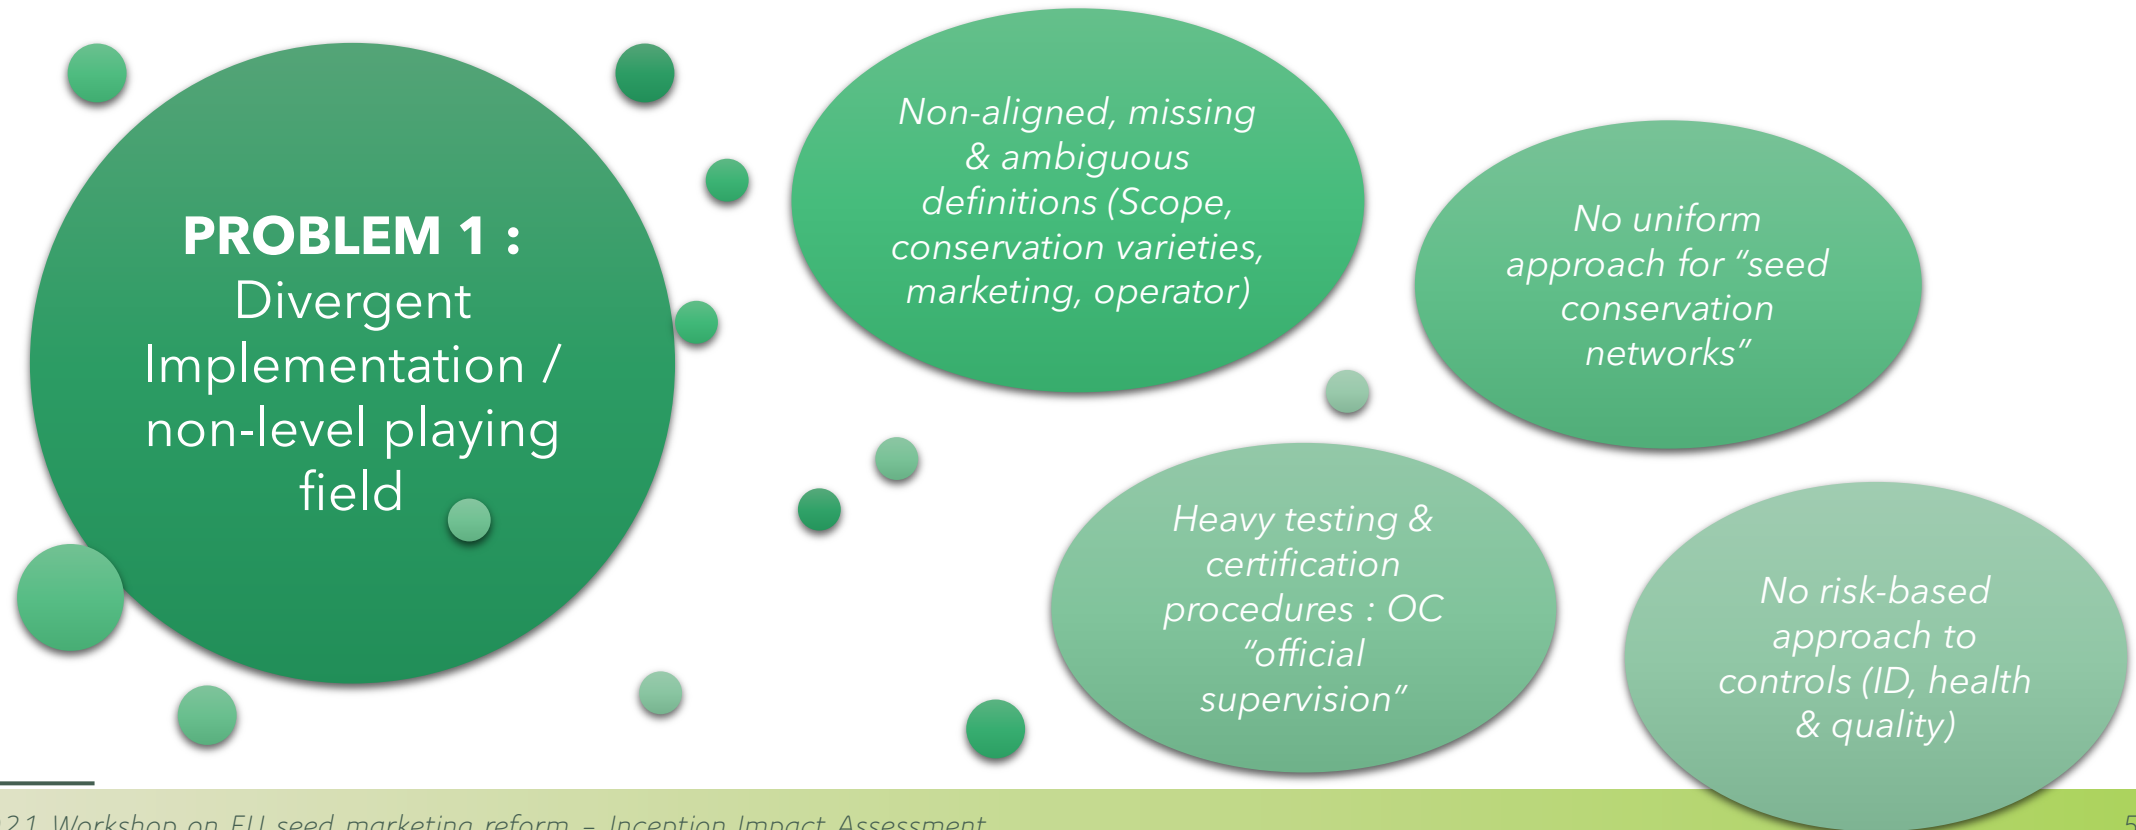 PROBLEM 1 :
Divergent
Implementation /
non-level playing
field
Non-aligned, missing
& ambiguous
definitions (Scope,
conservation varieties,
marketing, operator)
No uniform
approach for “seed
conservation
networks”
Heavy testing &
certification
procedures : OC
“official
supervision”
No risk-based
approach to
controls (ID, health
& quality)
21 Workshop on EU seed marketing reform – Inception Impact Assessment
5